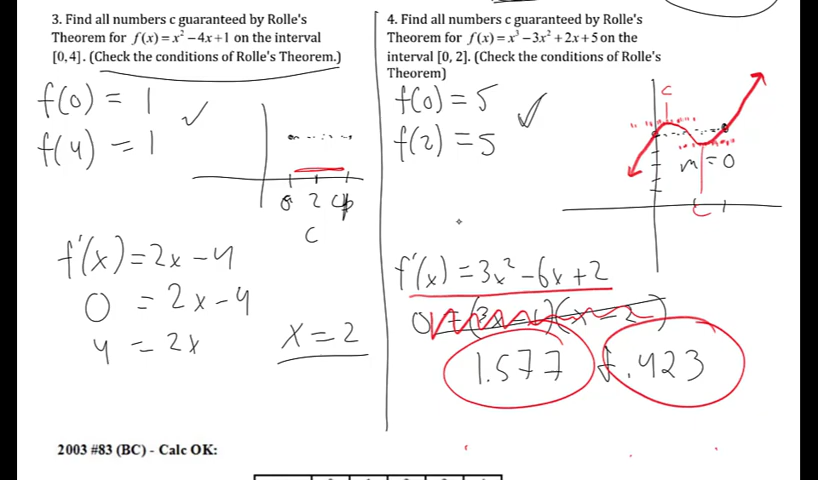 3. Find all numbers c guaranteed by Rolle's
Theorem for f(x) = x² − 4x + 1 on the interval
[0,4]. (Check the conditions of Rolle's Theorem.)
f(0) = 1 ✓
f(4) = 1
0 2 4
c
f'(x) = 2x − 4
0 = 2x − 4
4 = 2x
x = 2
4. Find all numbers c guaranteed by Rolle's
Theorem for f(x) = x³ − 3x² + 2x + 5 on the
interval [0, 2]. (Check the conditions of Rolle's
Theorem)
f(0) = 5 ✓
f(2) = 5
c
m = 0
c
f'(x) = 3x² − 6x + 2
1.577 & .423
2003 #83 (BC) - Calc OK: